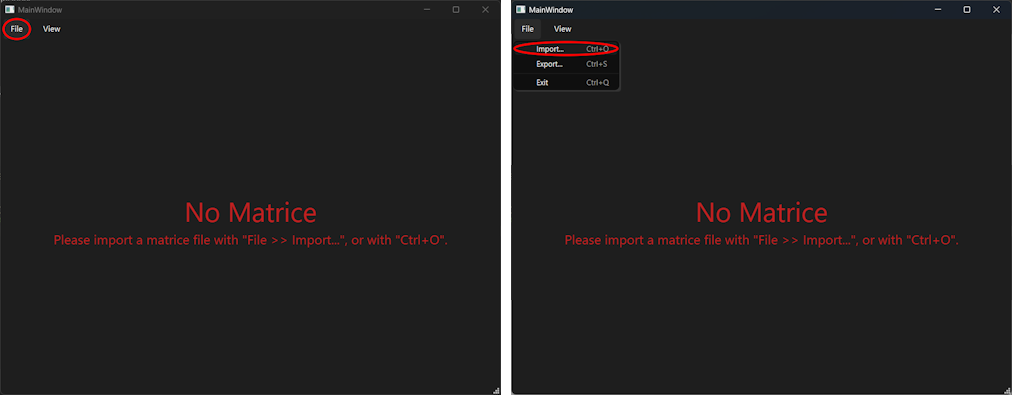 MainWindow
File View
No Matrice
Please import a matrice file with "File >> Import...", or with "Ctrl+O".
MainWindow
File View
Import... Ctrl+O
Export... Ctrl+S
Exit Ctrl+Q
No Matrice
Please import a matrice file with "File >> Import...", or with "Ctrl+O".